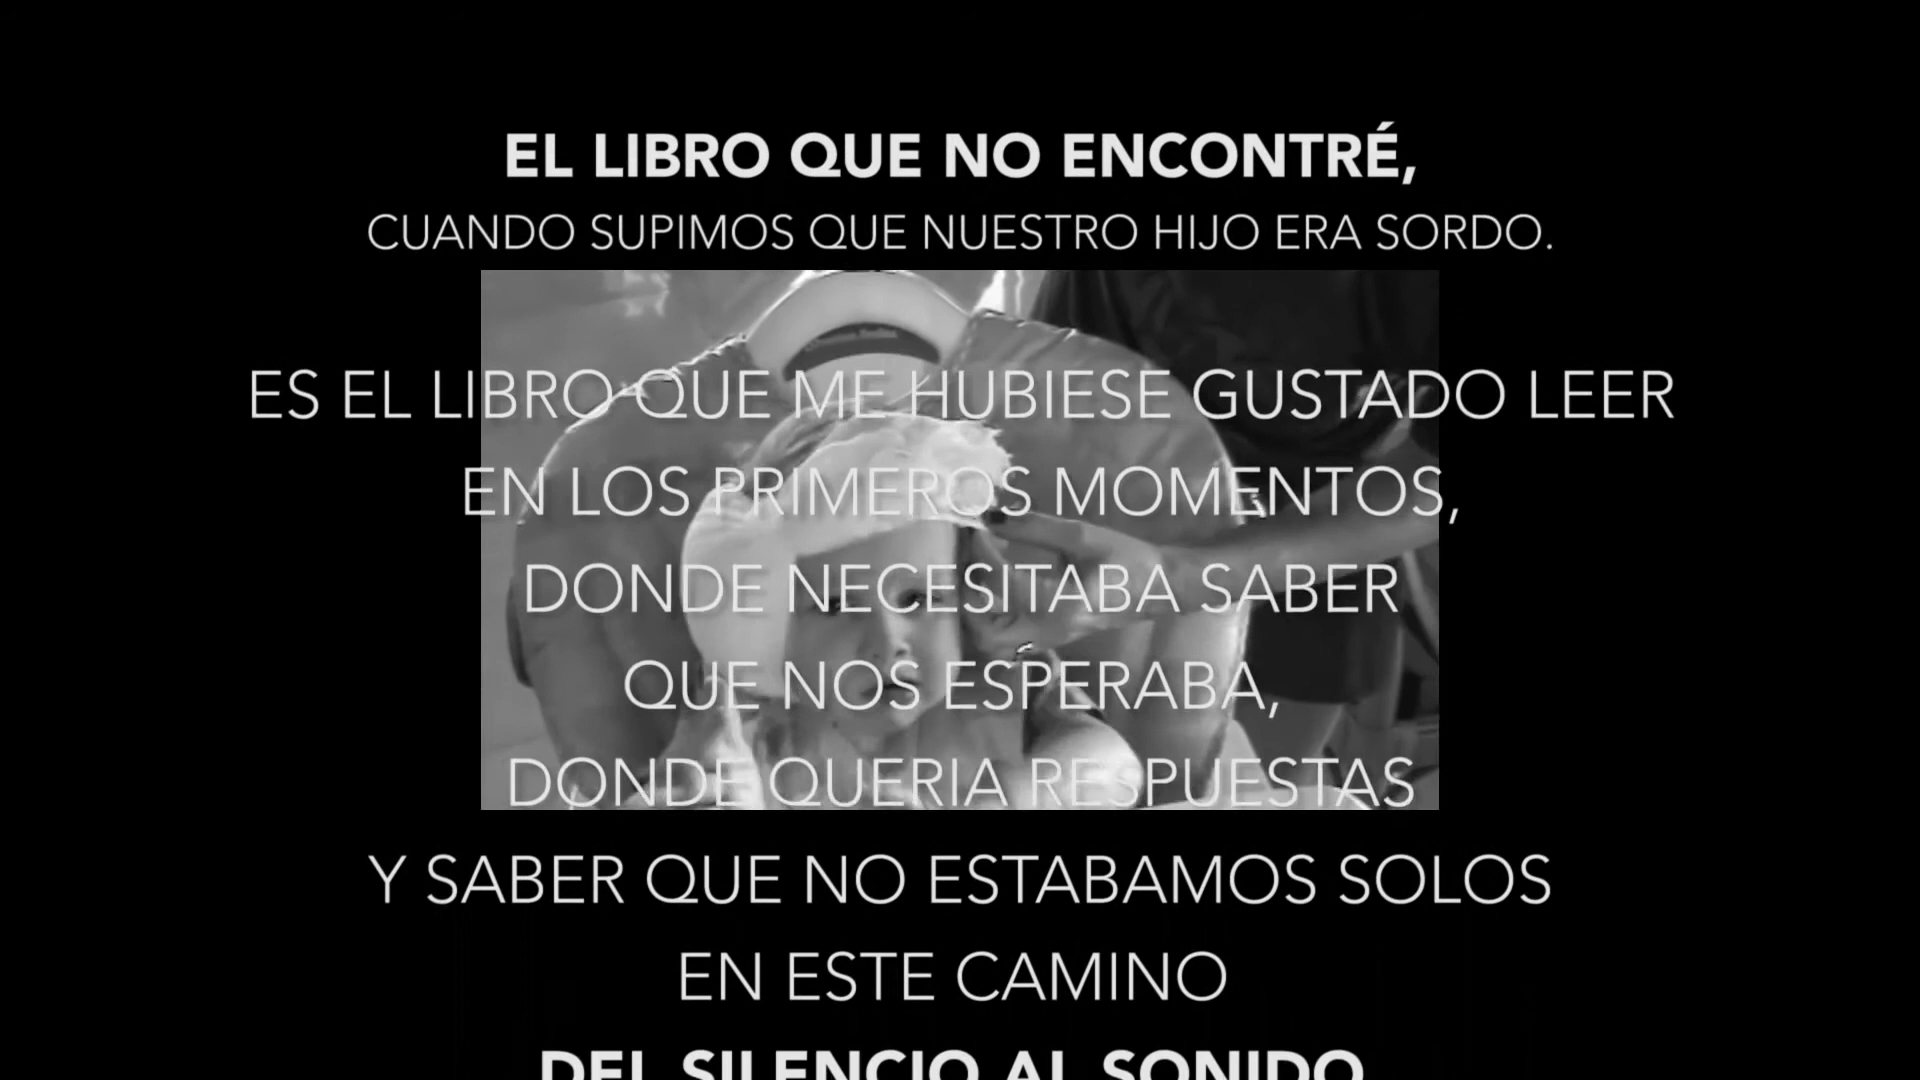 EL LIBRO QUE NO ENCONTRÉ,
CUANDO SUPIMOS QUE NUESTRO HIJO ERA SORDO.
ES EL LIBRO QUE ME HUBIESE GUSTADO LEER
EN LOS PRIMEROS MOMENTOS,
DONDE NECESITABA SABER
QUE NOS ESPERABA,
DONDE QUERIA RESPUESTAS
Y SABER QUE NO ESTABAMOS SOLOS
EN ESTE CAMINO
DEL SILENCIO AL SONIDO